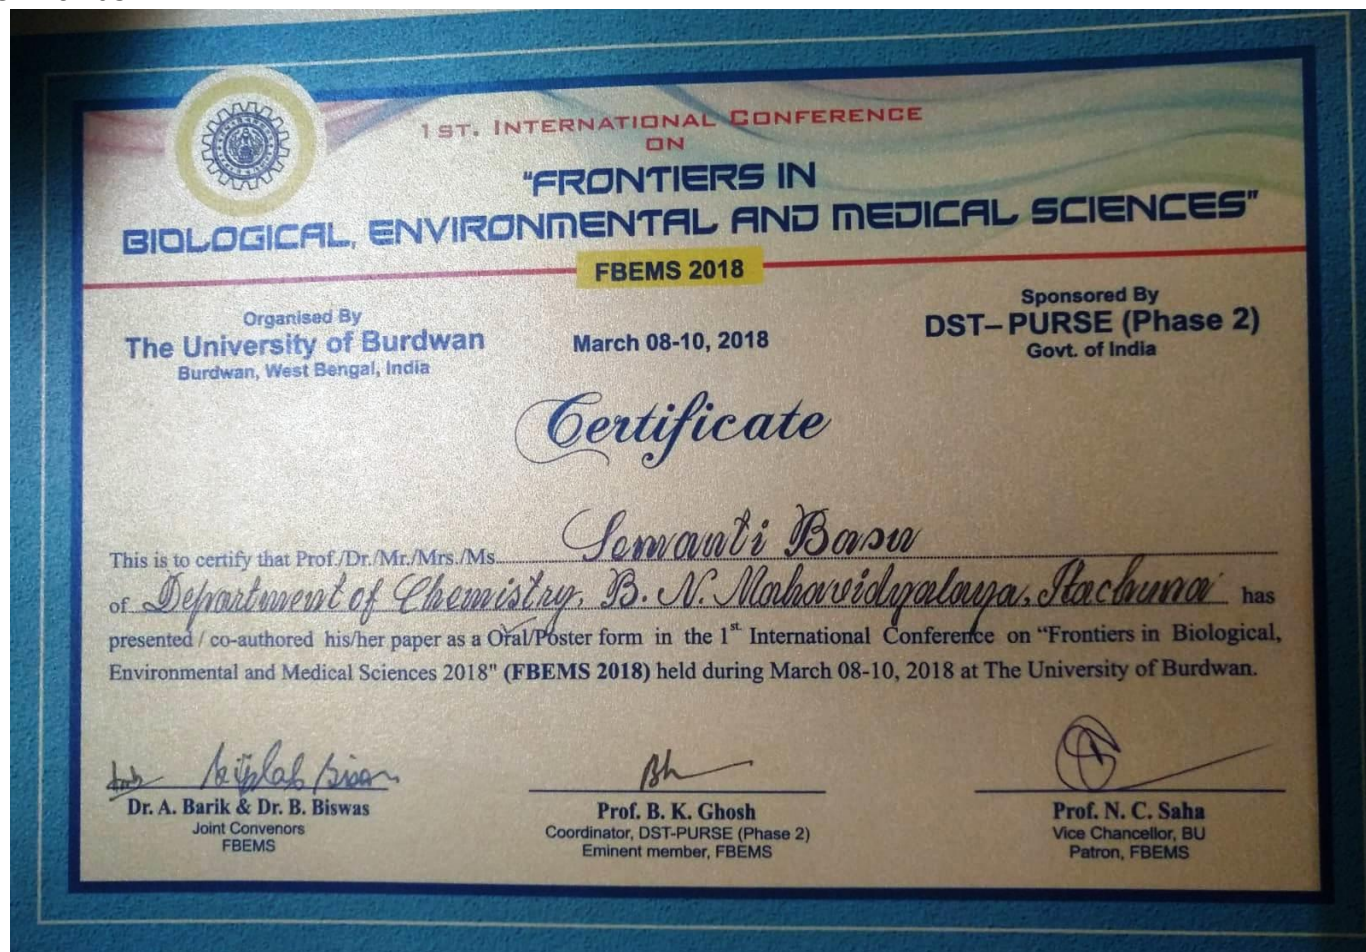 1ST. INTERNATIONAL CONFERENCE
ON
"FRONTIERS IN
BIOLOGICAL, ENVIRONMENTAL AND MEDICAL SCIENCES"
FBEMS 2018
Organised By
The University of Burdwan
Burdwan, West Bengal, India
March 08-10, 2018
Sponsored By
DST–PURSE (Phase 2)
Govt. of India
Certificate
This is to certify that Prof./Dr./Mr./Mrs./Ms. Semanti Basu
of Department of Chemistry, B. N. Mahavidyalaya, Itachuna has
presented / co-authored his/her paper as a Oral/Poster form in the 1st International Conference on "Frontiers in Biological,
Environmental and Medical Sciences 2018" (FBEMS 2018) held during March 08-10, 2018 at The University of Burdwan.
Dr. A. Barik & Dr. B. Biswas
Joint Convenors
FBEMS
Prof. B. K. Ghosh
Coordinator, DST-PURSE (Phase 2)
Eminent member, FBEMS
Prof. N. C. Saha
Vice Chancellor, BU
Patron, FBEMS